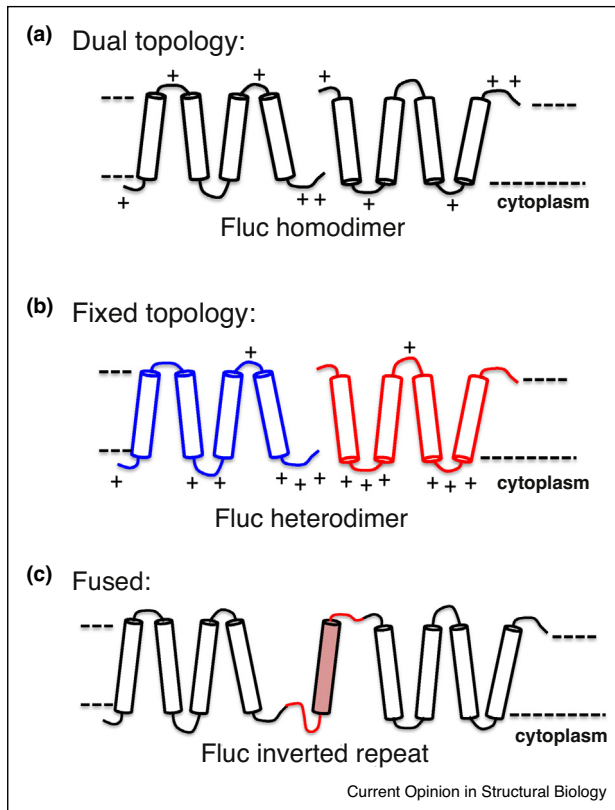 (a) Dual topology:
+ + + + +
+ + + + +
cytoplasm
Fluc homodimer
(b) Fixed topology:
+ +
+ + + + + + + + + + + +
cytoplasm
Fluc heterodimer
(c) Fused:
cytoplasm
Fluc inverted repeat
Current Opinion in Structural Biology